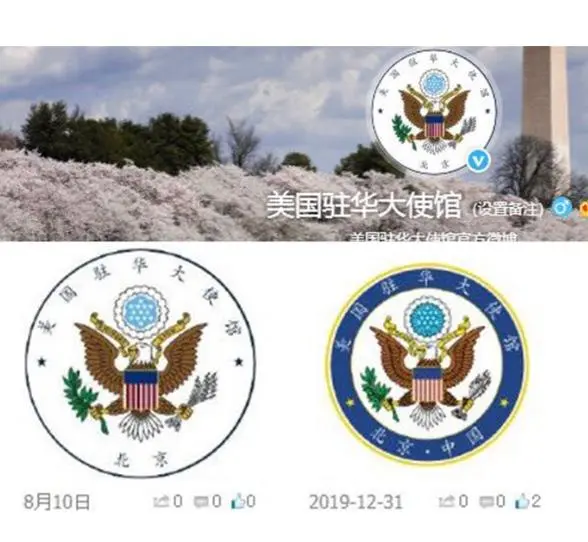 美国驻华大使馆
北京
美国驻华大使馆 (设置备注)
美国驻华大使馆官方微博
美国驻华大使馆
北京
美国驻华大使馆
北京·中国
8月10日 0 0 0
2019-12-31 0 0 2